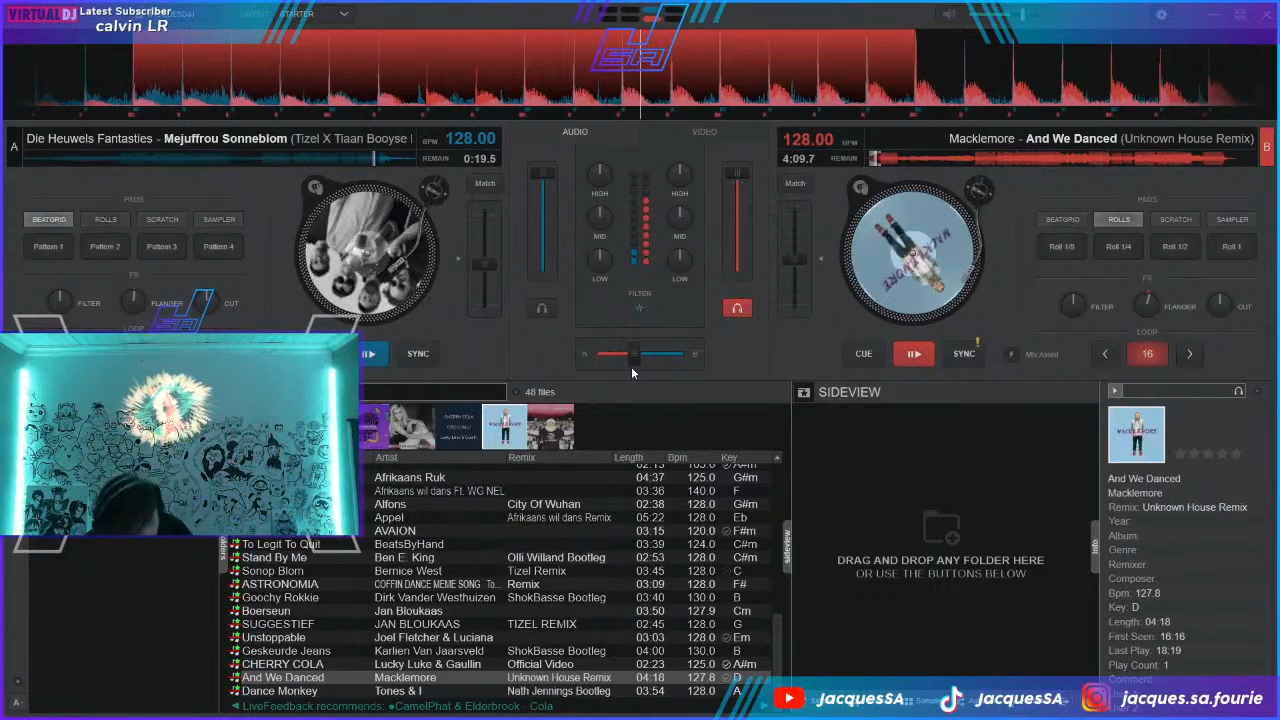 VIRTUALDJ
Latest Subscriber
calvin LR
STARTER
AUDIO
VIDEO
A
Die Heuwels Fantasties - Mejuffrou Sonneblom (Tizel X Tiaan Booyse
BPM 128.00
REMAIN 0:19.5
128.00 BPM
4:09.7 REMAIN
Macklemore - And We Danced (Unknown House Remix)
B
PADS
Match
BEATGRID ROLLS SCRATCH SAMPLER
Pattern 1 Pattern 2 Pattern 3 Pattern 4
FX
FILTER FLANGER CUT
LOOP
SYNC
HIGH HIGH
MID MID
LOW LOW
FILTER
Match
PADS
BEATGRID ROLLS SCRATCH SAMPLER
Roll 1/8 Roll 1/4 Roll 1/2 Roll 1
FX
FILTER FLANGER CUT
LOOP
CUE SYNC Mix Assist 16
48 files
Artist Remix Length Bpm Key
Afrikaans Ruk 04:37 125.0 G#m
Afrikaans wil dans Ft. WG NEL 03:36 140.0 F
Alfons City Of Wuhan 02:38 108.0 G#m
Appel Afrikaans wil dans Remix 05:22 128.0 Eb
AVAION 03:15 120.0 F#m
To Legit To Quit BeatsByHand 03:39 124.0 C#m
Stand By Me Ben E. King Olli Willand Bootleg 02:53 128.0 C#m
Sonop Blom Bernice West Tizel Remix 03:45 128.0 C
ASTRONOMIA COFFIN DANCE MEME SONG To... Remix 03:09 128.0 F#
Goochy Rokkie Dirk Vander Westhuizen ShokBasse Bootleg 03:40 130.0 B
Boerseun Jan Bloukaas 03:50 127.9 Cm
SUGGESTIEF JAN BLOUKAAS TIZEL REMIX 03:45 128.0 G
Unstoppable Joel Fletcher & Luciana 03:03 128.0 Em
Geskeurde Jeans Karlien Van Jaarsveld ShokBasse Bootleg 04:00 130.0 B
CHERRY COLA Lucky Luke & Gaullin Official Video 02:23 125.0 A#m
And We Danced Macklemore Unknown House Remix 04:18 127.8 D
Dance Monkey Tones & I Nath Jennings Bootleg 03:54 128.0 A
LiveFeedback recommends: ●CamelPhat & Elderbrook - Cola
sideview
SIDEVIEW
DRAG AND DROP ANY FOLDER HERE
OR USE THE BUTTONS BELOW
Info
MACKLEMORE
And We Danced
Macklemore
Remix: Unknown House Remix
Year:
Album:
Genre:
Remixer:
Composer:
Bpm: 127.8
Key: D
Length: 04:18
First Seen: 16:16
Last Play: 18:19
Play Count: 1
Comment:
JacquesSA
JacquesSA
jacques.sa.fourie